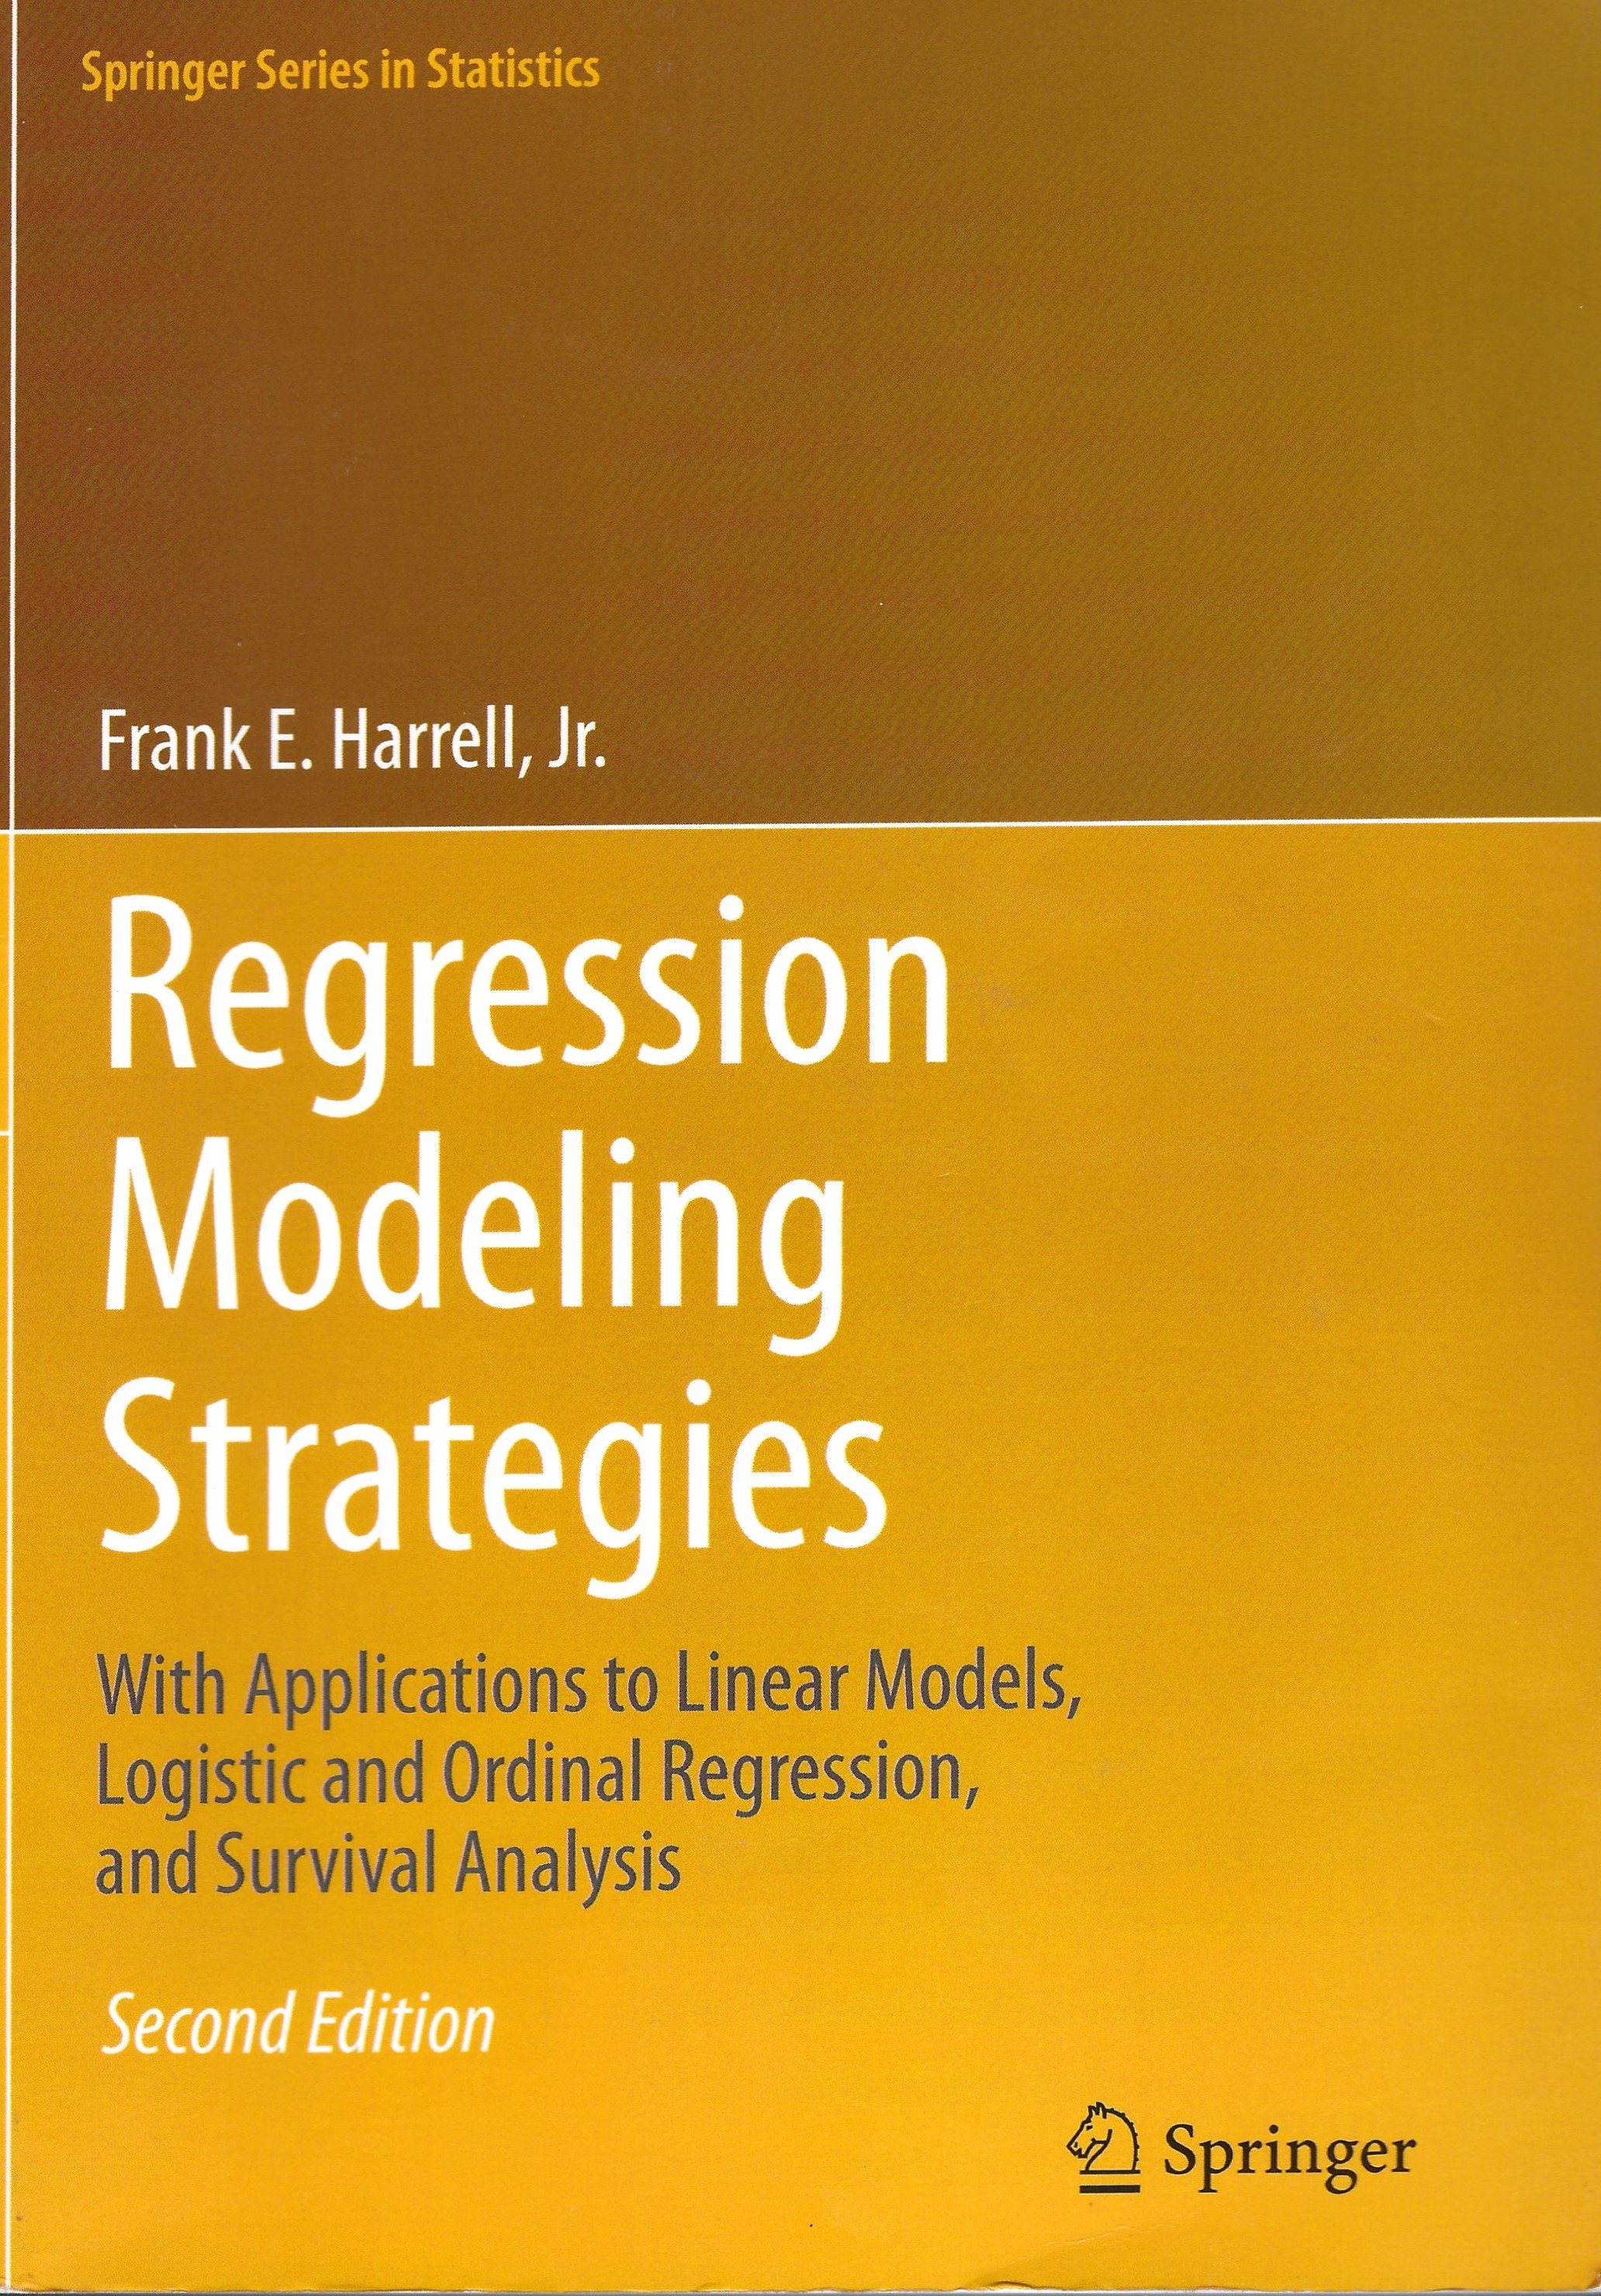 Springer Series in Statistics
Frank E. Harrell, Jr.
Regression
Modeling
Strategies
With Applications to Linear Models,
Logistic and Ordinal Regression,
and Survival Analysis
Second Edition
Springer